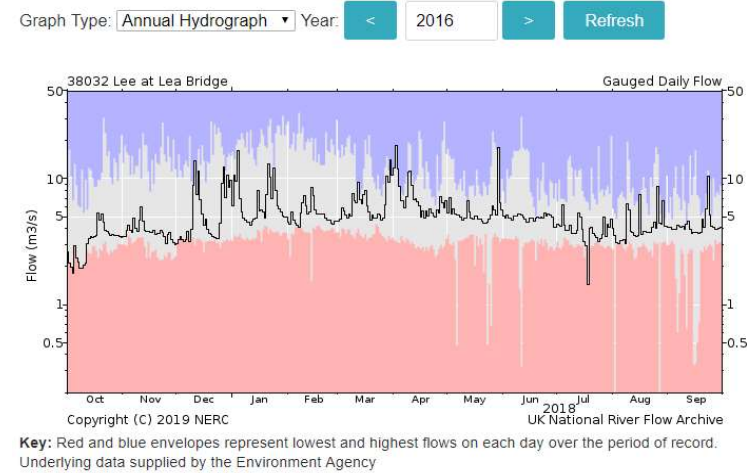 Graph Type: Annual Hydrograph Year: < 2016 > Refresh
38032 Lee at Lea Bridge Gauged Daily Flow
50 50
10 10
5 5
Flow (m3/s)
1 1
0.5 0.5
Oct Nov Dec Jan Feb Mar Apr May Jun Jul Aug Sep
2018
Copyright (C) 2019 NERC UK National River Flow Archive
Key: Red and blue envelopes represent lowest and highest flows on each day over the period of record.
Underlying data supplied by the Environment Agency